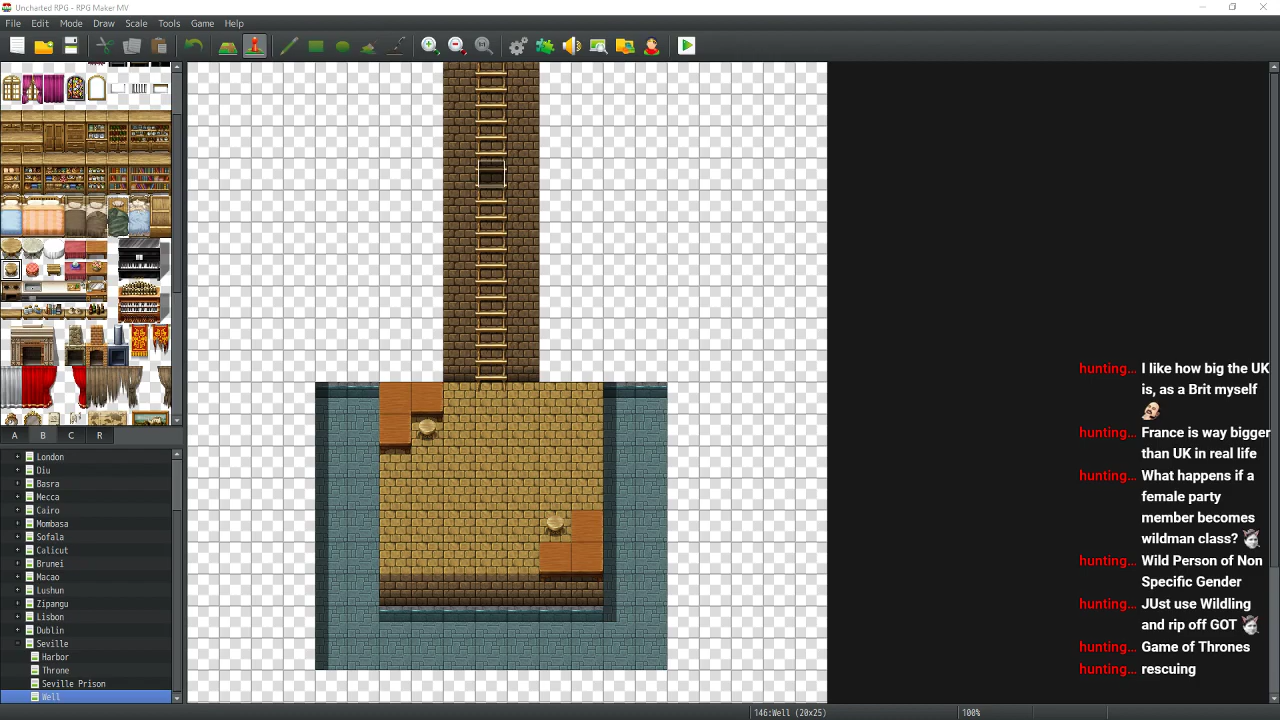 Uncharted RPG - RPG Maker MV
File Edit Mode Draw Scale Tools Game Help
A B C R
London
Diu
Basra
Mecca
Cairo
Mombasa
Sofala
Calicut
Brunei
Macao
Lushun
Zipangu
Lisbon
Dublin
Seville
Harbor
Throne
Seville Prison
Well
hunting... I like how big the UK
is, as a Brit myself
hunting... France is way bigger
than UK in real life
hunting... What happens if a
female party
member becomes
wildman class?
hunting... Wild Person of Non
Specific Gender
hunting... JUst use Wildling
and rip off GOT
hunting... Game of Thrones
hunting... rescuing
146:Well (20x25) 100%